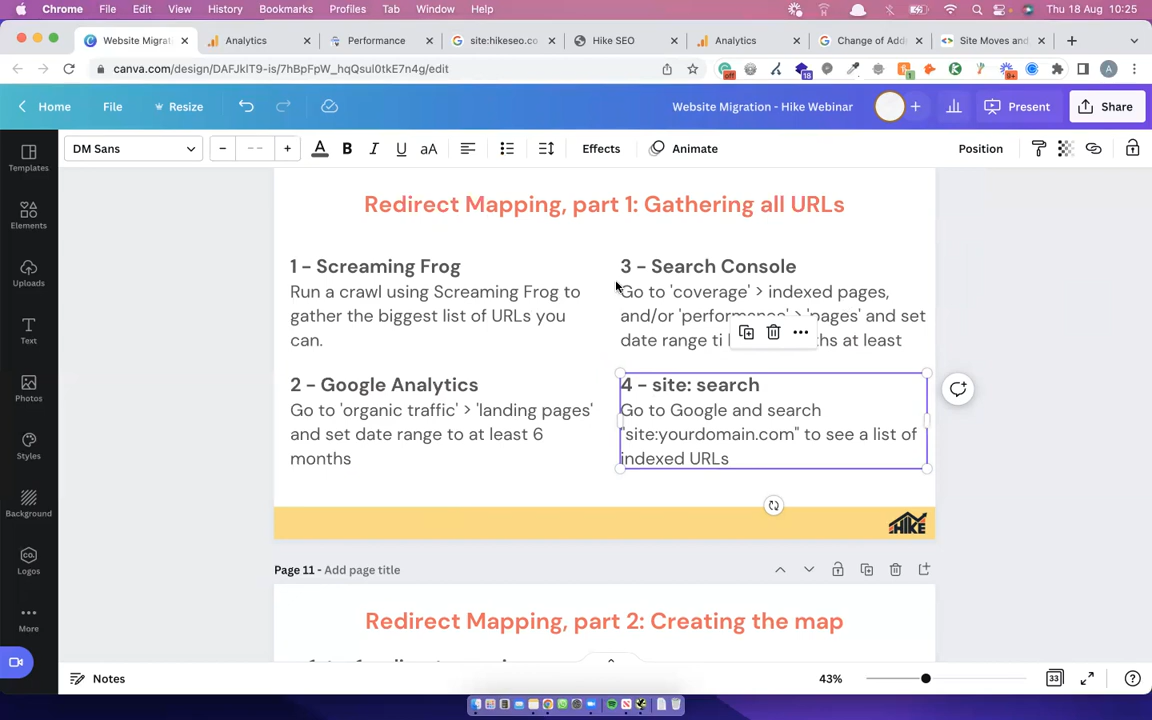 Chrome File Edit View History Bookmarks Profiles Tab Window Help Thu 18 Aug 10:25
Website Migrat Analytics Performance site:hikeseo.co Hike SEO Analytics Change of Add Site Moves and
canva.com/design/DAFJklT9-is/7hBpFpW_hqQsul0tkE7n4g/edit
off 18 1 9+ A
Home File Resize Website Migration - Hike Webinar Present Share
DM Sans – – – + A B I U aA Effects Animate Position
Templates
Elements
Uploads
Text
Photos
Styles
Background
Logos
More
Redirect Mapping, part 1: Gathering all URLs
1 - Screaming Frog
Run a crawl using Screaming Frog to
gather the biggest list of URLs you
can.
2 - Google Analytics
Go to 'organic traffic' > 'landing pages'
and set date range to at least 6
months
3 - Search Console
Go to 'coverage' > indexed pages,
and/or 'performance' > 'pages' and set
date range ti hs at least
4 - site: search
Go to Google and search
"site:yourdomain.com" to see a list of
indexed URLs
HIKE
Page 11 - Add page title
Redirect Mapping, part 2: Creating the map
Notes 43% 33